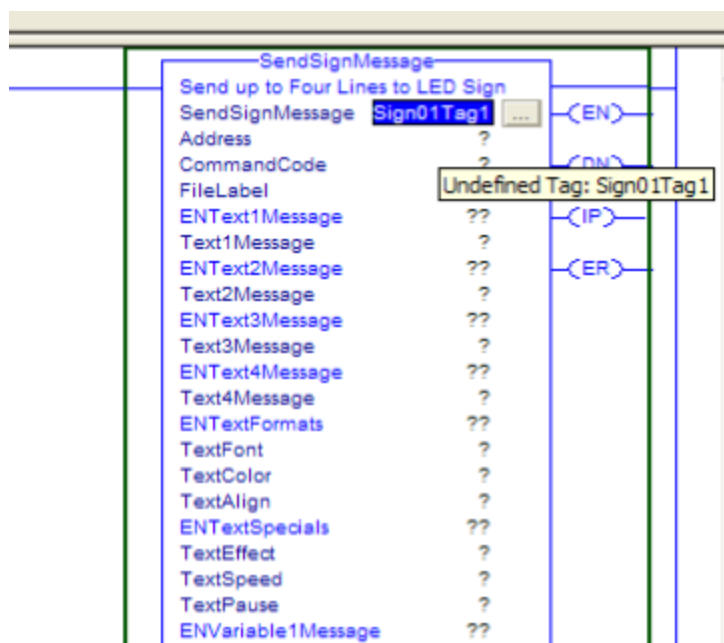 SendSignMessage
Send up to Four Lines to LED Sign
SendSignMessage Sign01Tag1 ... EN
Address ?
CommandCode ? DN
Undefined Tag: Sign01Tag1
FileLabel
ENText1Message ?? IP
Text1Message ?
ENText2Message ?? ER
Text2Message ?
ENText3Message ??
Text3Message ?
ENText4Message ??
Text4Message ?
ENTextFormats ??
TextFont ?
TextColor ?
TextAlign ?
ENTextSpecials ??
TextEffect ?
TextSpeed ?
TextPause ?
ENVariable1Message ??